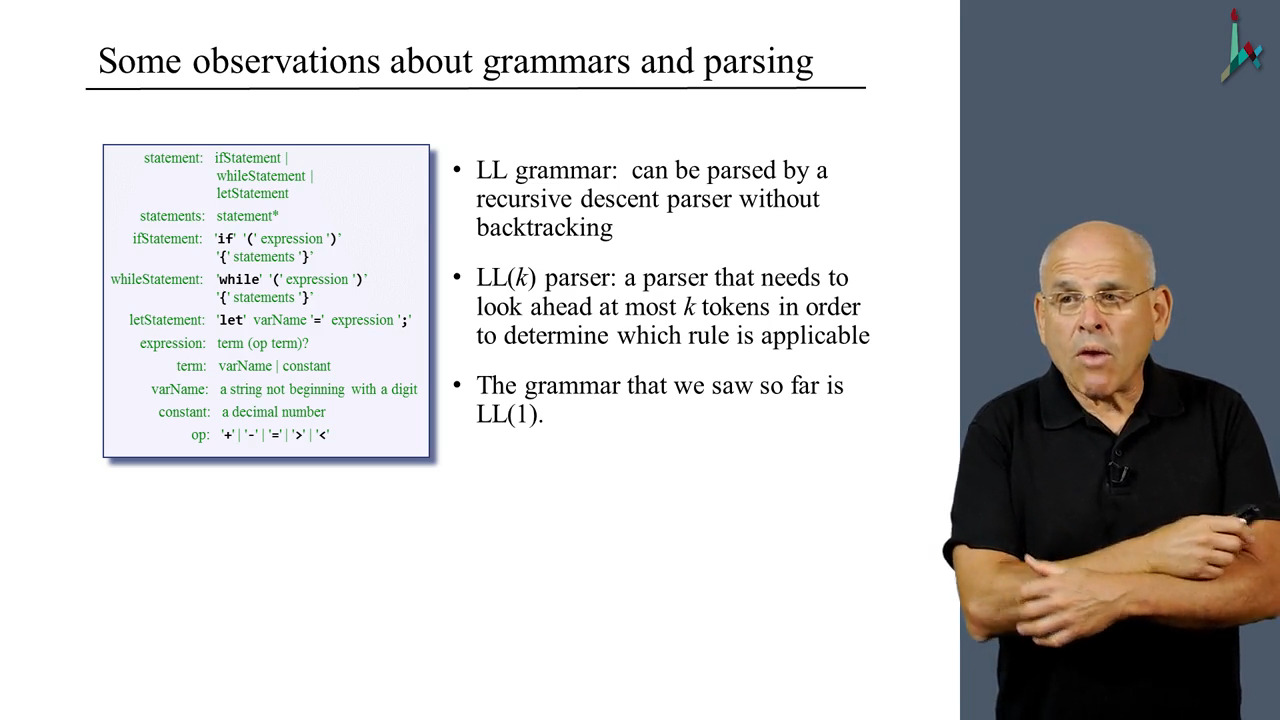 Some observations about grammars and parsing
statement: ifStatement |
whileStatement |
letStatement
statements: statement*
ifStatement: 'if' '(' expression ')’
'{' statements '}’
whileStatement: 'while' '(' expression ')’
'{' statements '}’
letStatement: 'let' varName '=' expression ';'
expression: term (op term)?
term: varName | constant
varName: a string not beginning with a digit
constant: a decimal number
op: '+' | '-' | '=' | '>' | '<'
• LL grammar: can be parsed by a
recursive descent parser without
backtracking
• LL(k) parser: a parser that needs to
look ahead at most k tokens in order
to determine which rule is applicable
• The grammar that we saw so far is
LL(1).